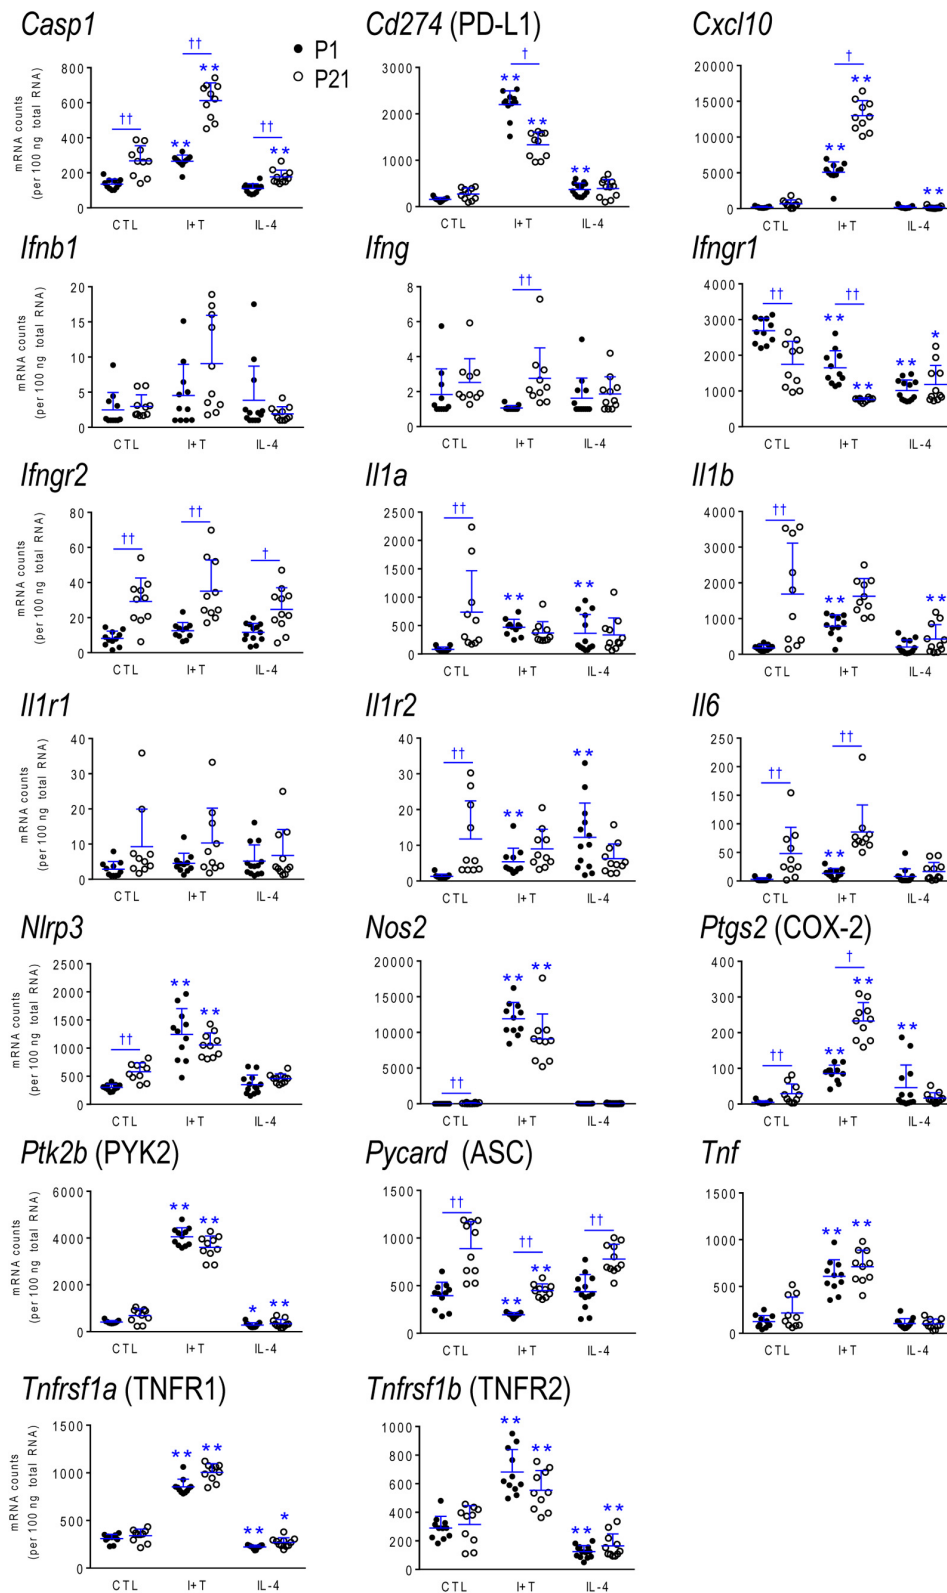 Casp1 Cd274 (PD-L1) Cxcl10
● P1
○ P21
mRNA counts
(per 100 ng total RNA)
†† †† ††
** ** **
800
600
400
200
0
CTL I+T IL-4
†
** ** **
3000
2000
1000
0
CTL I+T IL-4
†
** ** **
20000
15000
10000
5000
0
CTL I+T IL-4
Ifnb1 Ifng Ifngr1
mRNA counts
(per 100 ng total RNA)
20
15
10
5
0
CTL I+T IL-4
††
8
6
4
2
0
CTL I+T IL-4
†† ††
** ** ** *
4000
3000
2000
1000
0
CTL I+T IL-4
Ifngr2 Il1a Il1b
mRNA counts
(per 100 ng total RNA)
†† †† †
80
60
40
20
0
CTL I+T IL-4
††
** **
2500
2000
1500
1000
500
0
CTL I+T IL-4
††
** **
4000
3000
2000
1000
0
CTL I+T IL-4
Il1r1 Il1r2 Il6
mRNA counts
(per 100 ng total RNA)
40
30
20
10
0
CTL I+T IL-4
††
** **
40
30
20
10
0
CTL I+T IL-4
†† ††
**
250
200
150
100
50
0
CTL I+T IL-4
Nlrp3 Nos2 Ptgs2 (COX-2)
mRNA counts
(per 100 ng total RNA)
††
** **
2500
2000
1500
1000
500
0
CTL I+T IL-4
††
** **
20000
15000
10000
5000
0
CTL I+T IL-4
†† †
** ** **
400
300
200
100
0
CTL I+T IL-4
Ptk2b (PYK2) Pycard (ASC) Tnf
mRNA counts
(per 100 ng total RNA)
** ** * **
6000
4000
2000
0
CTL I+T IL-4
†† †† ††
** **
1500
1000
500
0
CTL I+T IL-4
** **
1500
1000
500
0
CTL I+T IL-4
Tnfrsf1a (TNFR1) Tnfrsf1b (TNFR2)
mRNA counts
(per 100 ng total RNA)
** ** ** *
1500
1000
500
0
CTL I+T IL-4
** ** ** **
1000
800
600
400
200
0
CTL I+T IL-4